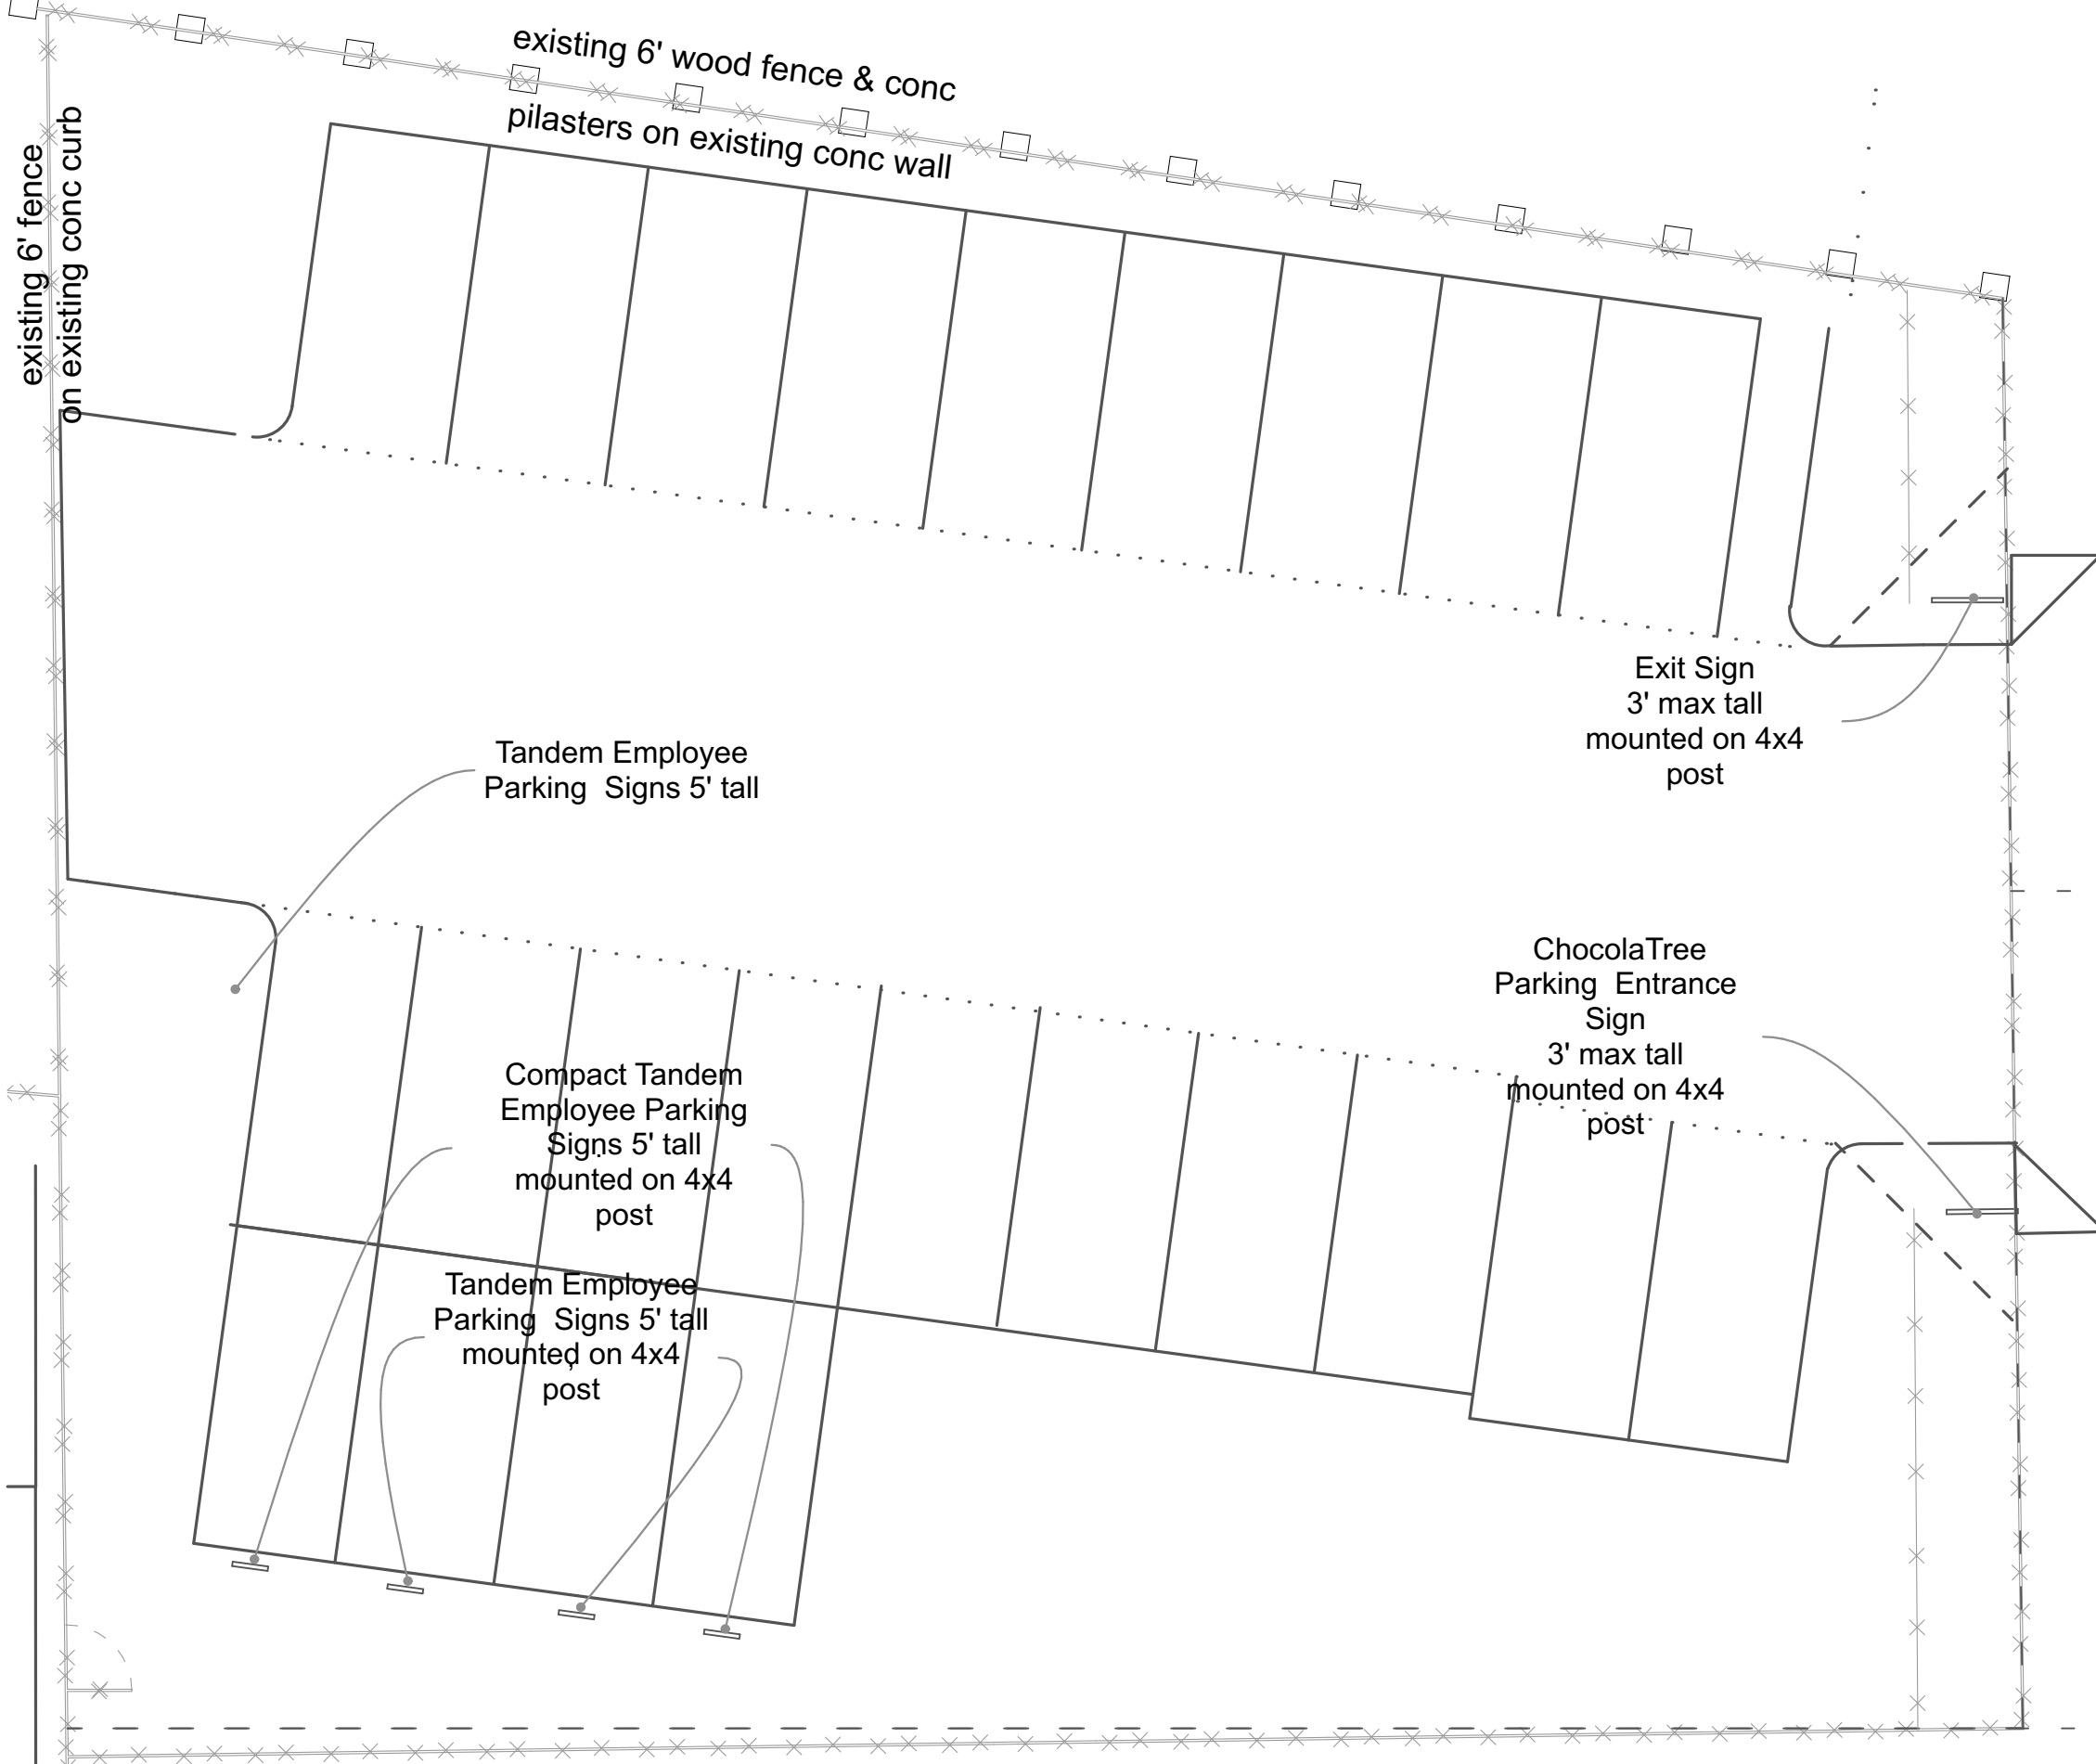 existing 6' wood fence & conc
pilasters on existing conc wall
existing 6' fence
on existing conc curb
Exit Sign
3' max tall
mounted on 4x4
post
Tandem Employee
Parking Signs 5' tall
ChocolaTree
Parking Entrance
Sign
3' max tall
mounted on 4x4
post
Compact Tandem
Employee Parking
Signs 5' tall
mounted on 4x4
post
Tandem Employee
Parking Signs 5' tall
mounted on 4x4
post